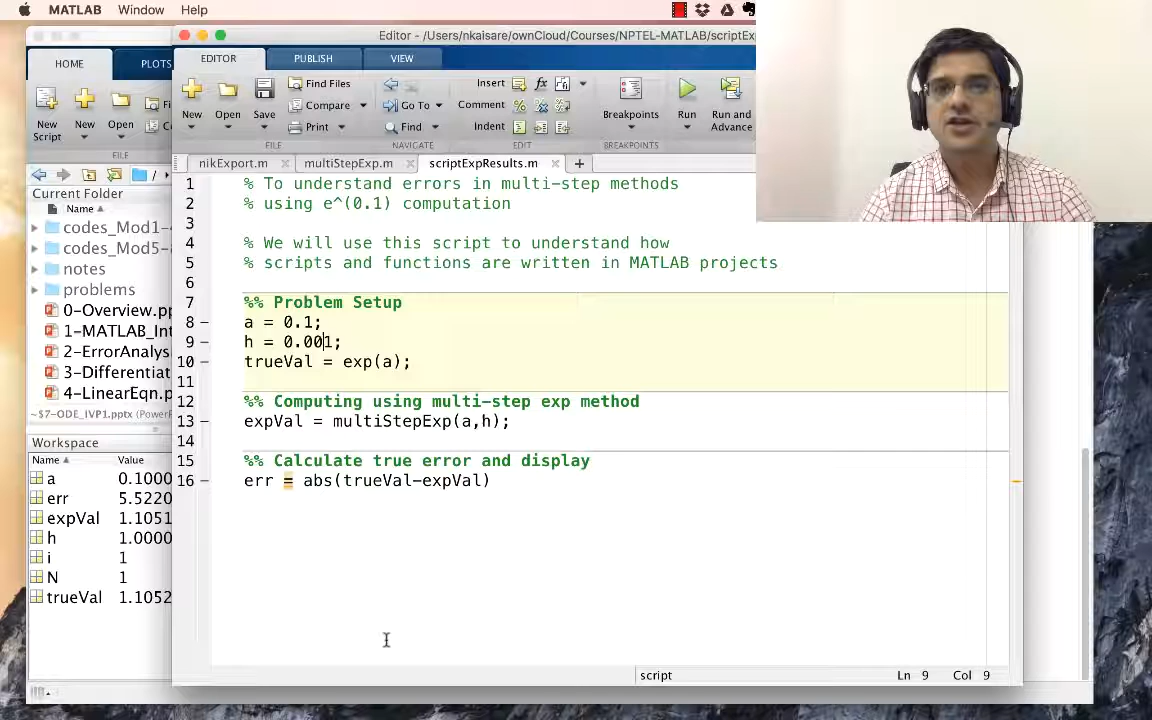 MATLAB Window Help
Editor - /Users/nkaisare/ownCloud/Courses/NPTEL-MATLAB/scriptExp
HOME PLOTS
EDITOR PUBLISH VIEW
New Script
New
Open
FILE
New
Open
Save
Find Files
Compare
Print
FILE
Go To
Find
NAVIGATE
Insert
Comment
Indent
EDIT
Breakpoints
BREAKPOINTS
Run
Run and Advance
nikExport.m multiStepExp.m scriptExpResults.m
Current Folder
Name
codes_Mod1-4
codes_Mod5-
notes
problems
0-Overview.pp
1-MATLAB_Int
2-ErrorAnalys
3-Differentiat
4-LinearEqn.p
~$7-ODE_IVP1.pptx (Power
Workspace
Name Value
a 0.1000
err 5.5220
expVal 1.1051
h 1.0000
i 1
N 1
trueVal 1.1052
1 % To understand errors in multi-step methods
2 % using e^(0.1) computation
3
4 % We will use this script to understand how
5 % scripts and functions are written in MATLAB projects
6
7 %% Problem Setup
8 a = 0.1;
9 h = 0.001;
10 trueVal = exp(a);
11
12 %% Computing using multi-step exp method
13 expVal = multiStepExp(a,h);
14
15 %% Calculate true error and display
16 err = abs(trueVal-expVal)
script Ln 9 Col 9